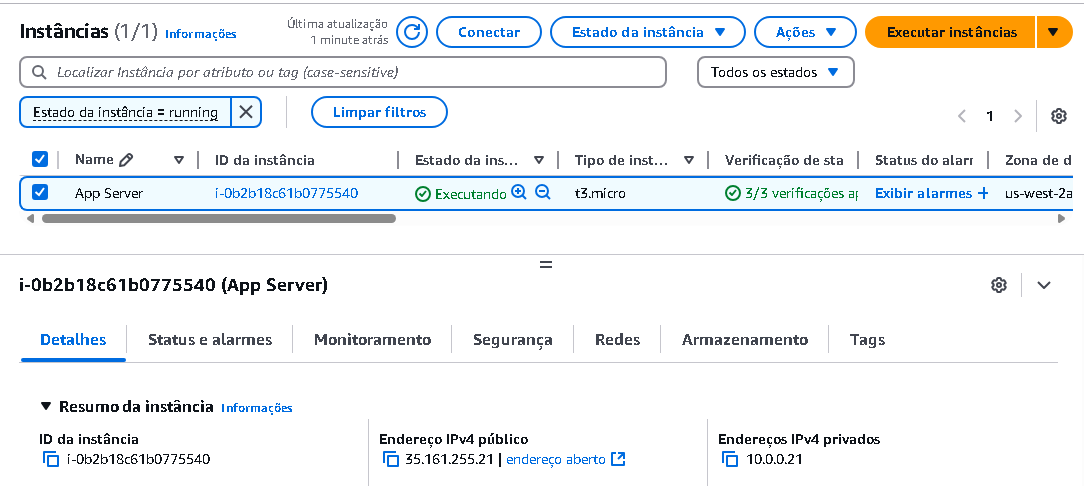 Instâncias (1/1) Informações
Última atualização
1 minute atrás
Conectar
Estado da instância
Ações
Executar instâncias
Localizar Instância por atributo ou tag (case-sensitive)
Todos os estados
Estado da instância = running
Limpar filtros
1
Name
ID da instância
Estado da ins...
Tipo de inst...
Verificação de sta
Status do alarr
Zona de d
App Server
i-0b2b18c61b0775540
Executando
t3.micro
3/3 verificações ap
Exibir alarmes +
us-west-2a
i-0b2b18c61b0775540 (App Server)
Detalhes
Status e alarmes
Monitoramento
Segurança
Redes
Armazenamento
Tags
Resumo da instância Informações
ID da instância
i-0b2b18c61b0775540
Endereço IPv4 público
35.161.255.21 | endereço aberto
Endereços IPv4 privados
10.0.0.21